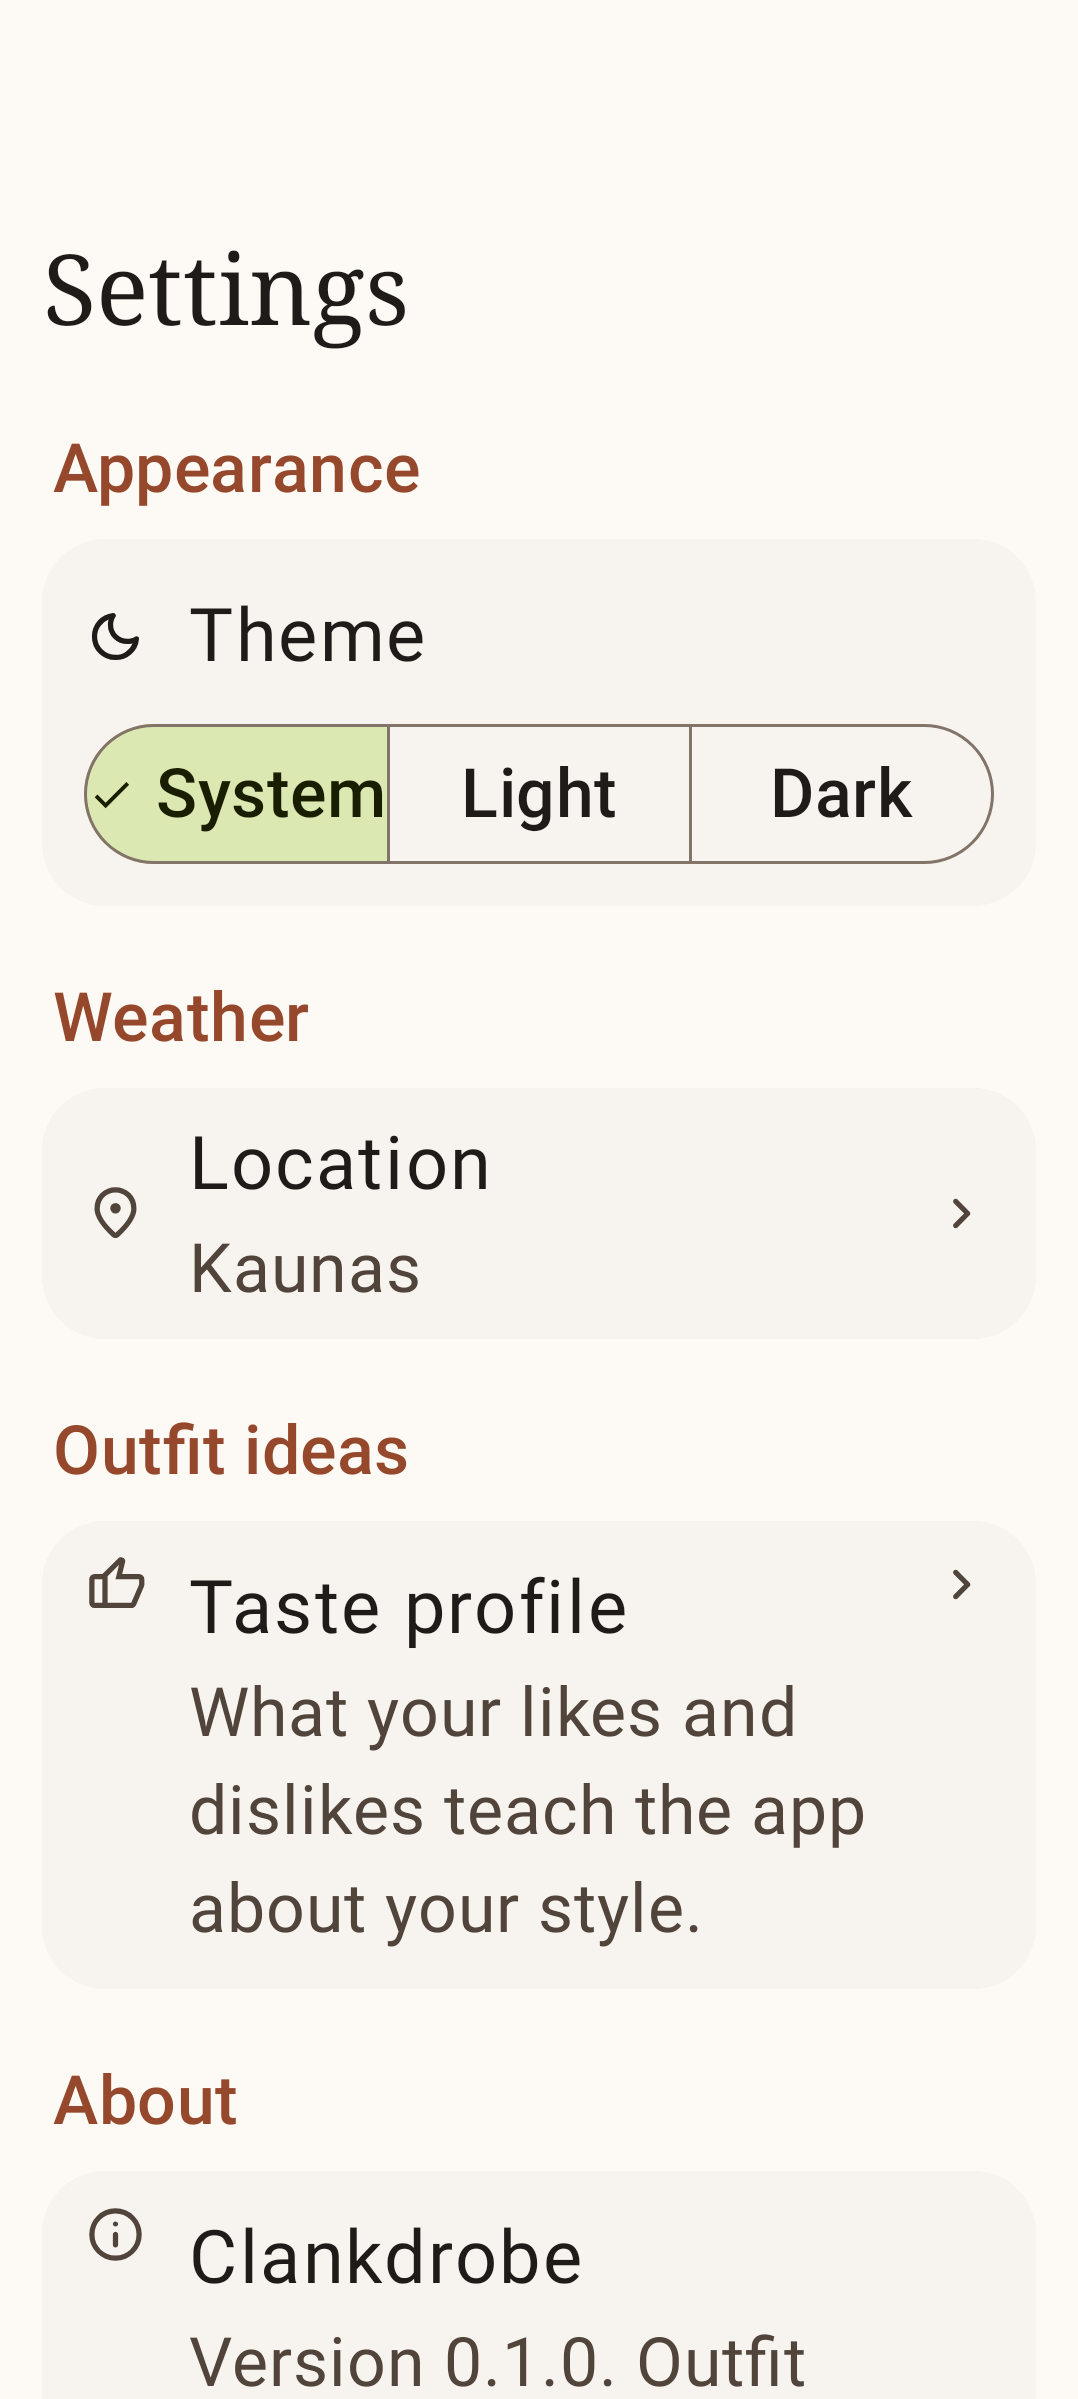 Settings
Appearance
Theme
System
Light
Dark
Weather
Location
Kaunas
Outfit ideas
Taste profile
What your likes and
dislikes teach the app
about your style.
About
Clankdrobe
Version 0.1.0. Outfit